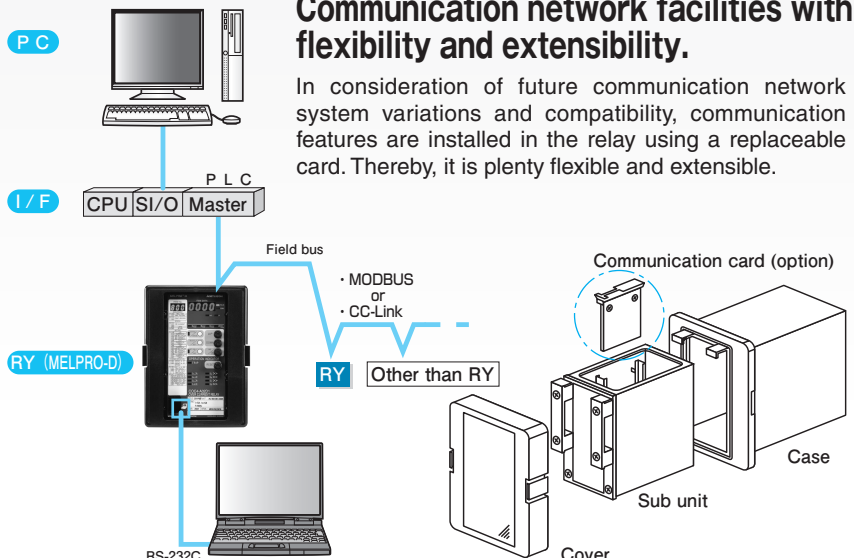 Communication network facilities with
flexibility and extensibility.
In consideration of future communication network
system variations and compatibility, communication
features are installed in the relay using a replaceable
card. Thereby, it is plenty flexible and extensible.
PC
I/F
PLC
CPU SI/O Master
Field bus
・MODBUS
or
・CC-Link
RY (MELPRO-D)
RY
Other than RY
Communication card (option)
Case
Sub unit
Cover
RS-232C